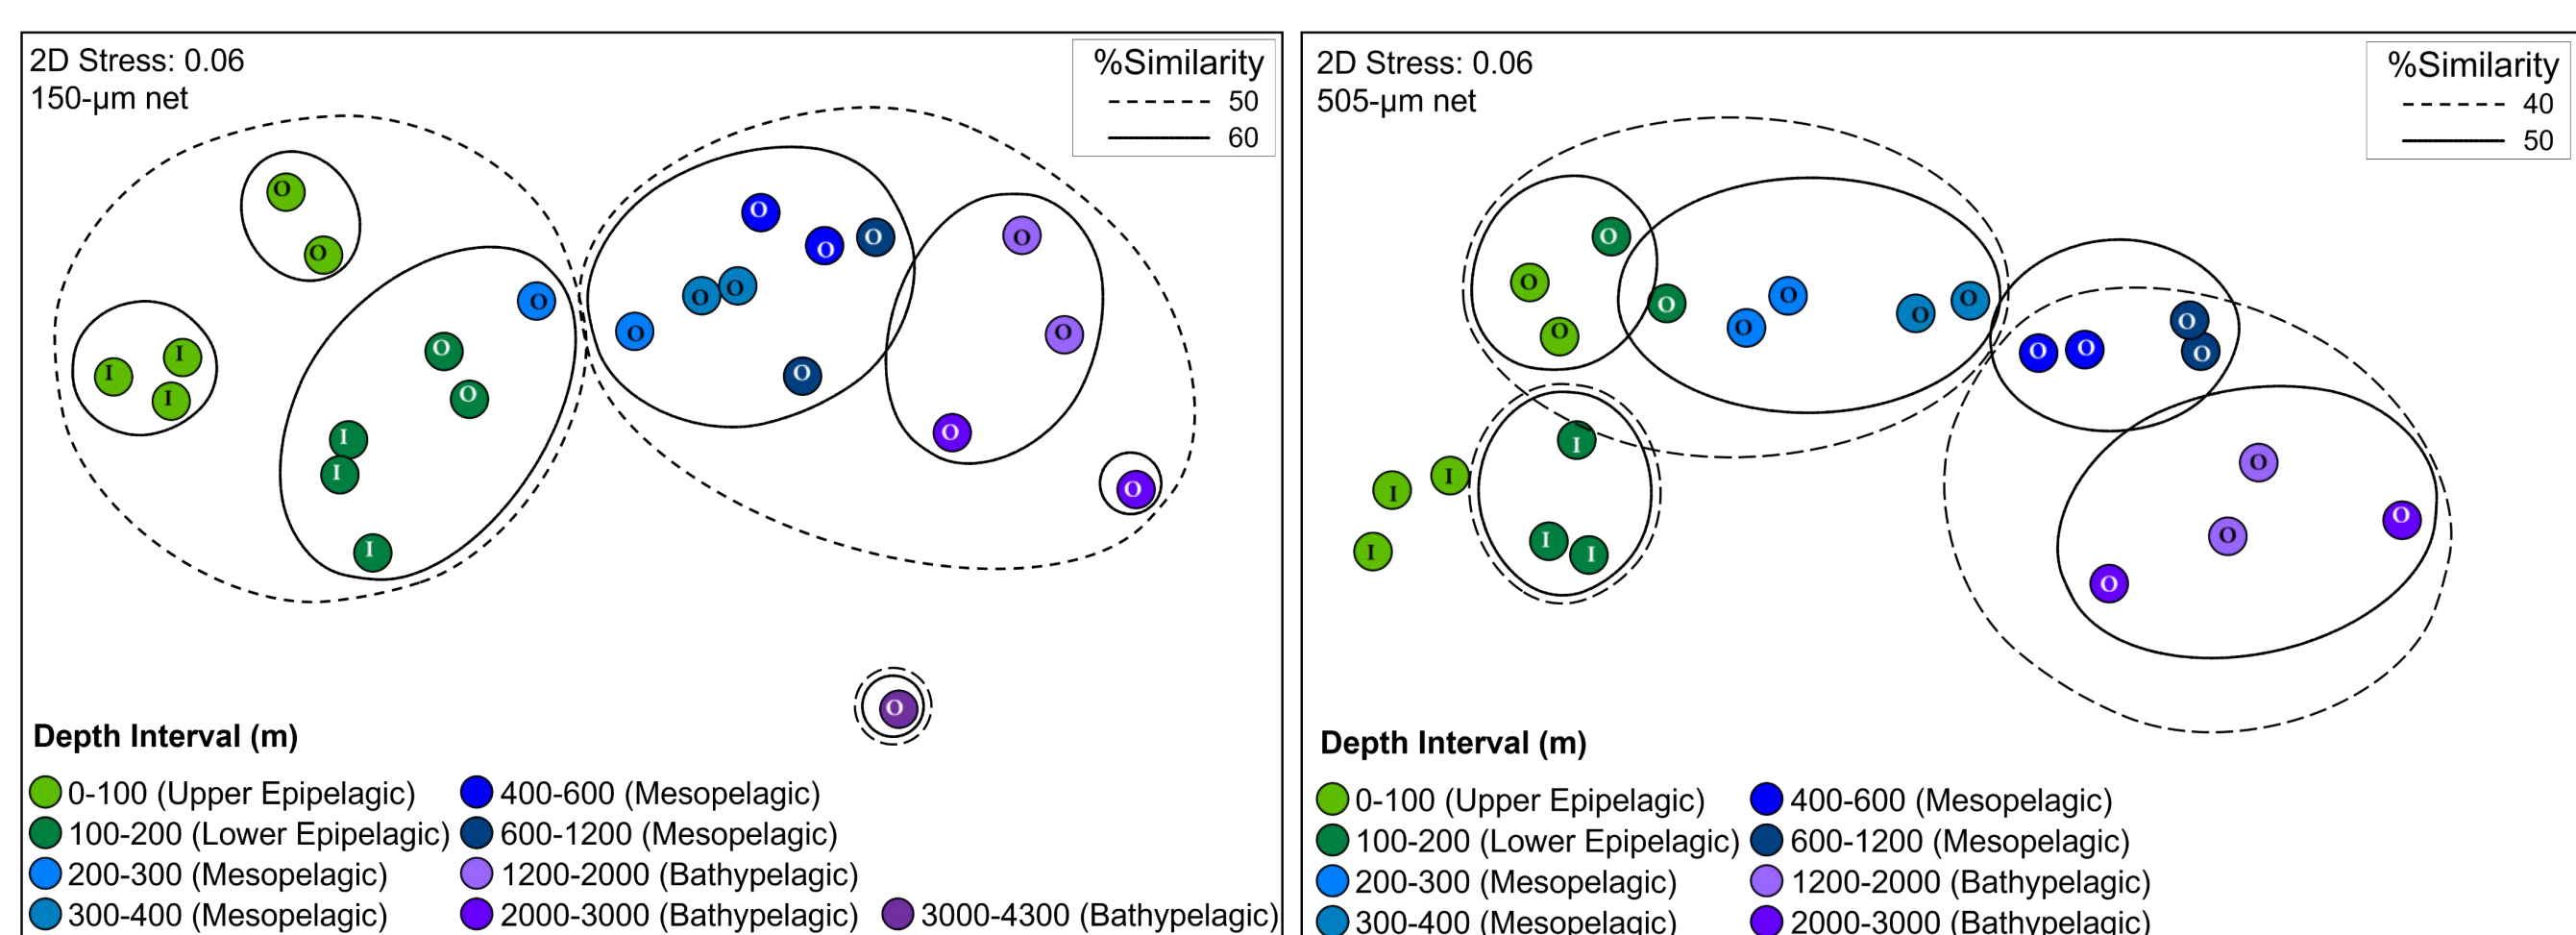 2D Stress: 0.06
150-µm net
%Similarity
50
60
O
O
I
I
I
O
O
O
I
I
I
O
O
O
O
O
O
O
O
O
O
O
O
Depth Interval (m)
0-100 (Upper Epipelagic)
100-200 (Lower Epipelagic)
200-300 (Mesopelagic)
300-400 (Mesopelagic)
400-600 (Mesopelagic)
600-1200 (Mesopelagic)
1200-2000 (Bathypelagic)
2000-3000 (Bathypelagic)
3000-4300 (Bathypelagic)
2D Stress: 0.06
505-µm net
%Similarity
40
50
O
O
O
O
O
O
O
O
O
O
O
O
I
I
I
I
I
I
O
O
O
O
Depth Interval (m)
0-100 (Upper Epipelagic)
100-200 (Lower Epipelagic)
200-300 (Mesopelagic)
300-400 (Mesopelagic)
400-600 (Mesopelagic)
600-1200 (Mesopelagic)
1200-2000 (Bathypelagic)
2000-3000 (Bathypelagic)